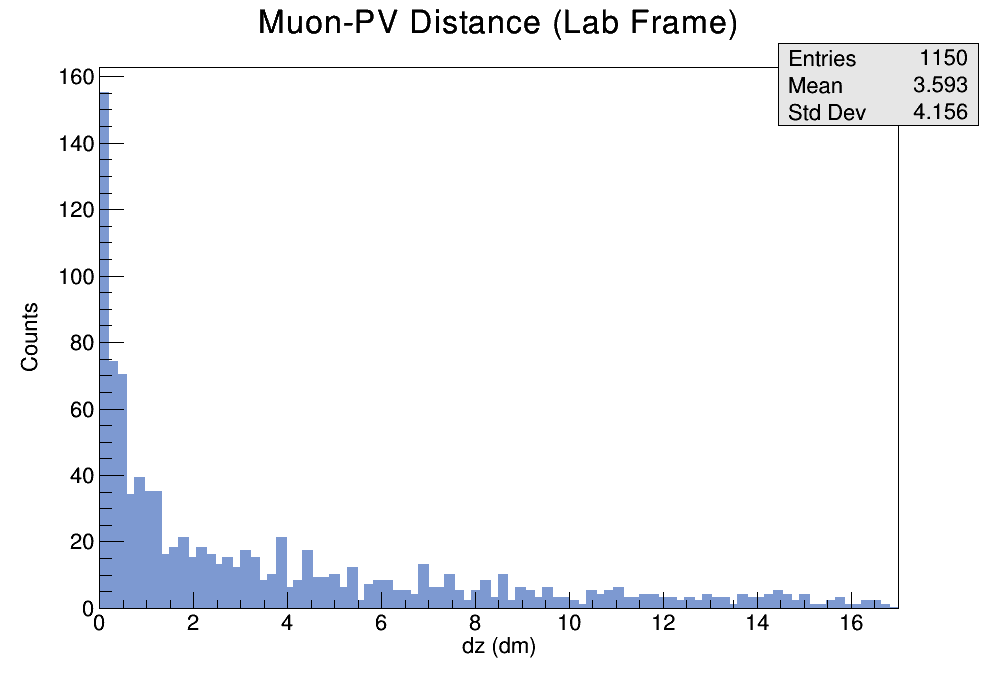 Muon-PV Distance (Lab Frame)
Entries 1150
Mean 3.593
Std Dev 4.156
160
140
120
100
80
60
40
20
0
Counts
0 2 4 6 8 10 12 14 16
dz (dm)